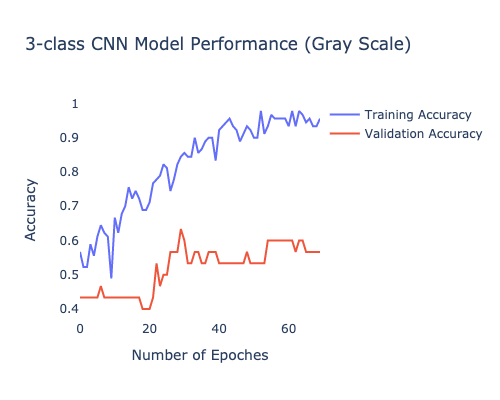 3-class CNN Model Performance (Gray Scale)
1
0.9
0.8
0.7
0.6
0.5
0.4
0
20
40
60
Accuracy
Number of Epoches
Training Accuracy
Validation Accuracy